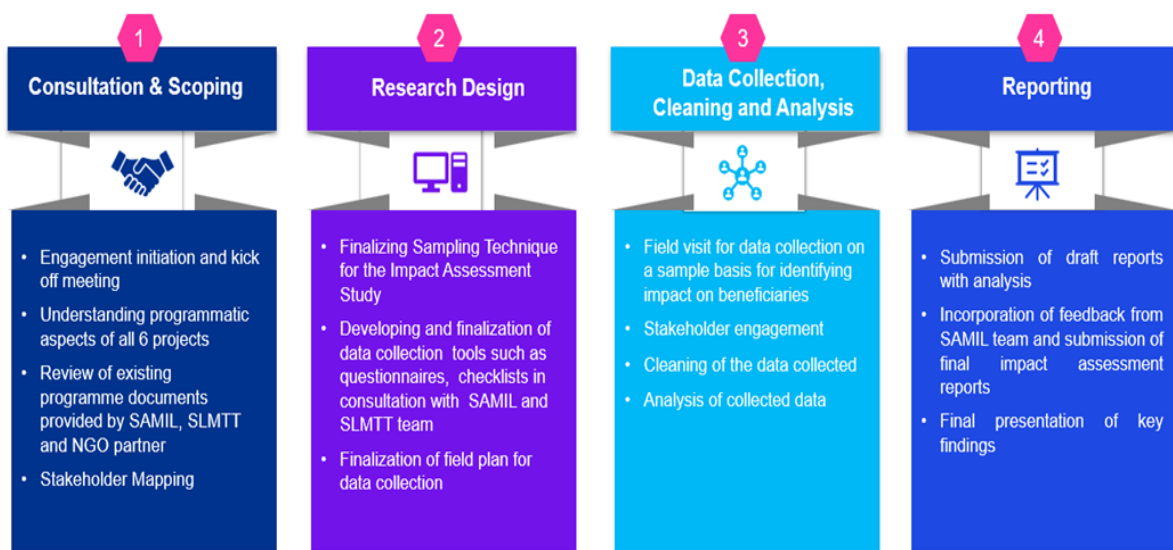 1
Consultation & Scoping
• Engagement initiation and kick
off meeting
• Understanding programmatic
aspects of all 6 projects
• Review of existing
programme documents
provided by SAMIL, SLMTT
and NGO partner
• Stakeholder Mapping
2
Research Design
• Finalizing Sampling Technique
for the Impact Assessment
Study
• Developing and finalization of
data collection tools such as
questionnaires, checklists in
consultation with SAMIL and
SLMTT team
• Finalization of field plan for
data collection
3
Data Collection,
Cleaning and Analysis
• Field visit for data collection on
a sample basis for identifying
impact on beneficiaries
• Stakeholder engagement
• Cleaning of the data collected
• Analysis of collected data
4
Reporting
• Submission of draft reports
with analysis
• Incorporation of feedback from
SAMIL team and submission of
final impact assessment
reports
• Final presentation of key
findings